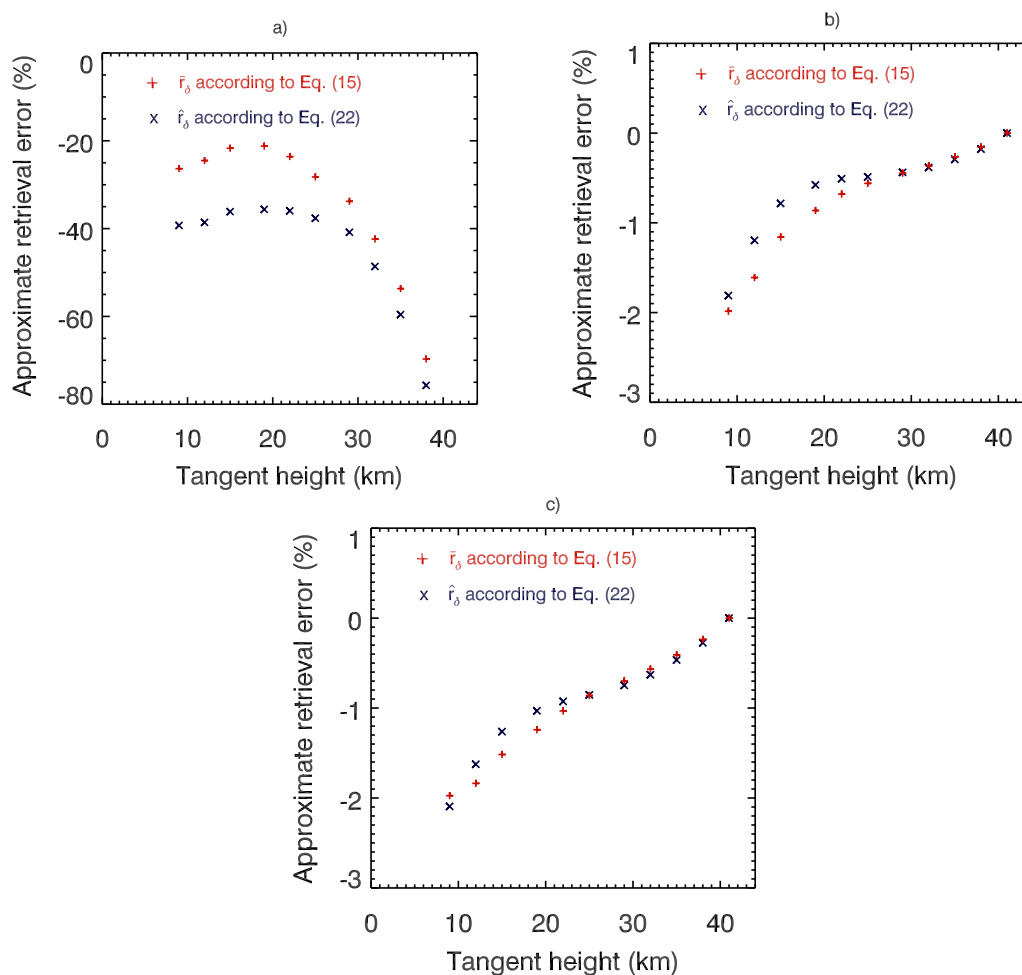 a)
0
-20
-40
-60
-80
Approximate retrieval error (%)
r̄δ according to Eq. (15)
r̂δ according to Eq. (22)
0 10 20 30 40
Tangent height (km)
b)
1
0
-1
-2
-3
Approximate retrieval error (%)
r̄δ according to Eq. (15)
r̂δ according to Eq. (22)
0 10 20 30 40
Tangent height (km)
c)
1
0
-1
-2
-3
Approximate retrieval error (%)
r̄δ according to Eq. (15)
r̂δ according to Eq. (22)
0 10 20 30 40
Tangent height (km)